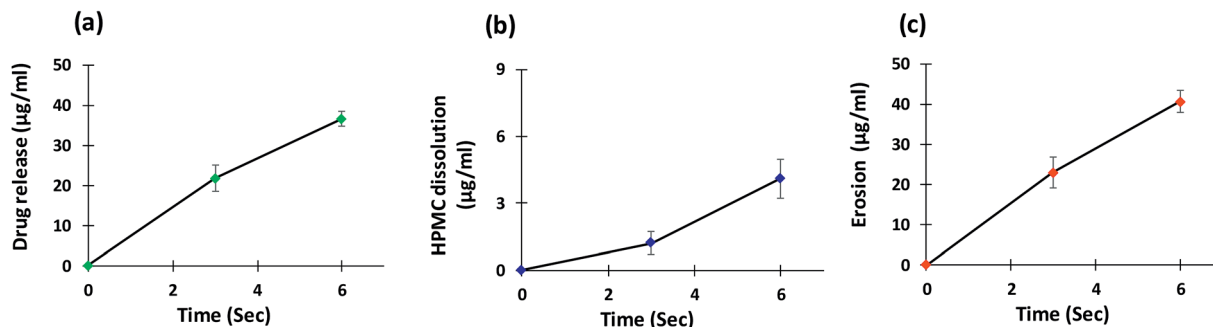 (a)
Drug release (µg/ml)
50
40
30
20
10
0
0 2 4 6
Time (Sec)
(b)
HPMC dissolution
(µg/ml)
9
6
3
0
0 2 4 6
Time (Sec)
(c)
Erosion (µg/ml)
50
40
30
20
10
0
0 2 4 6
Time (Sec)